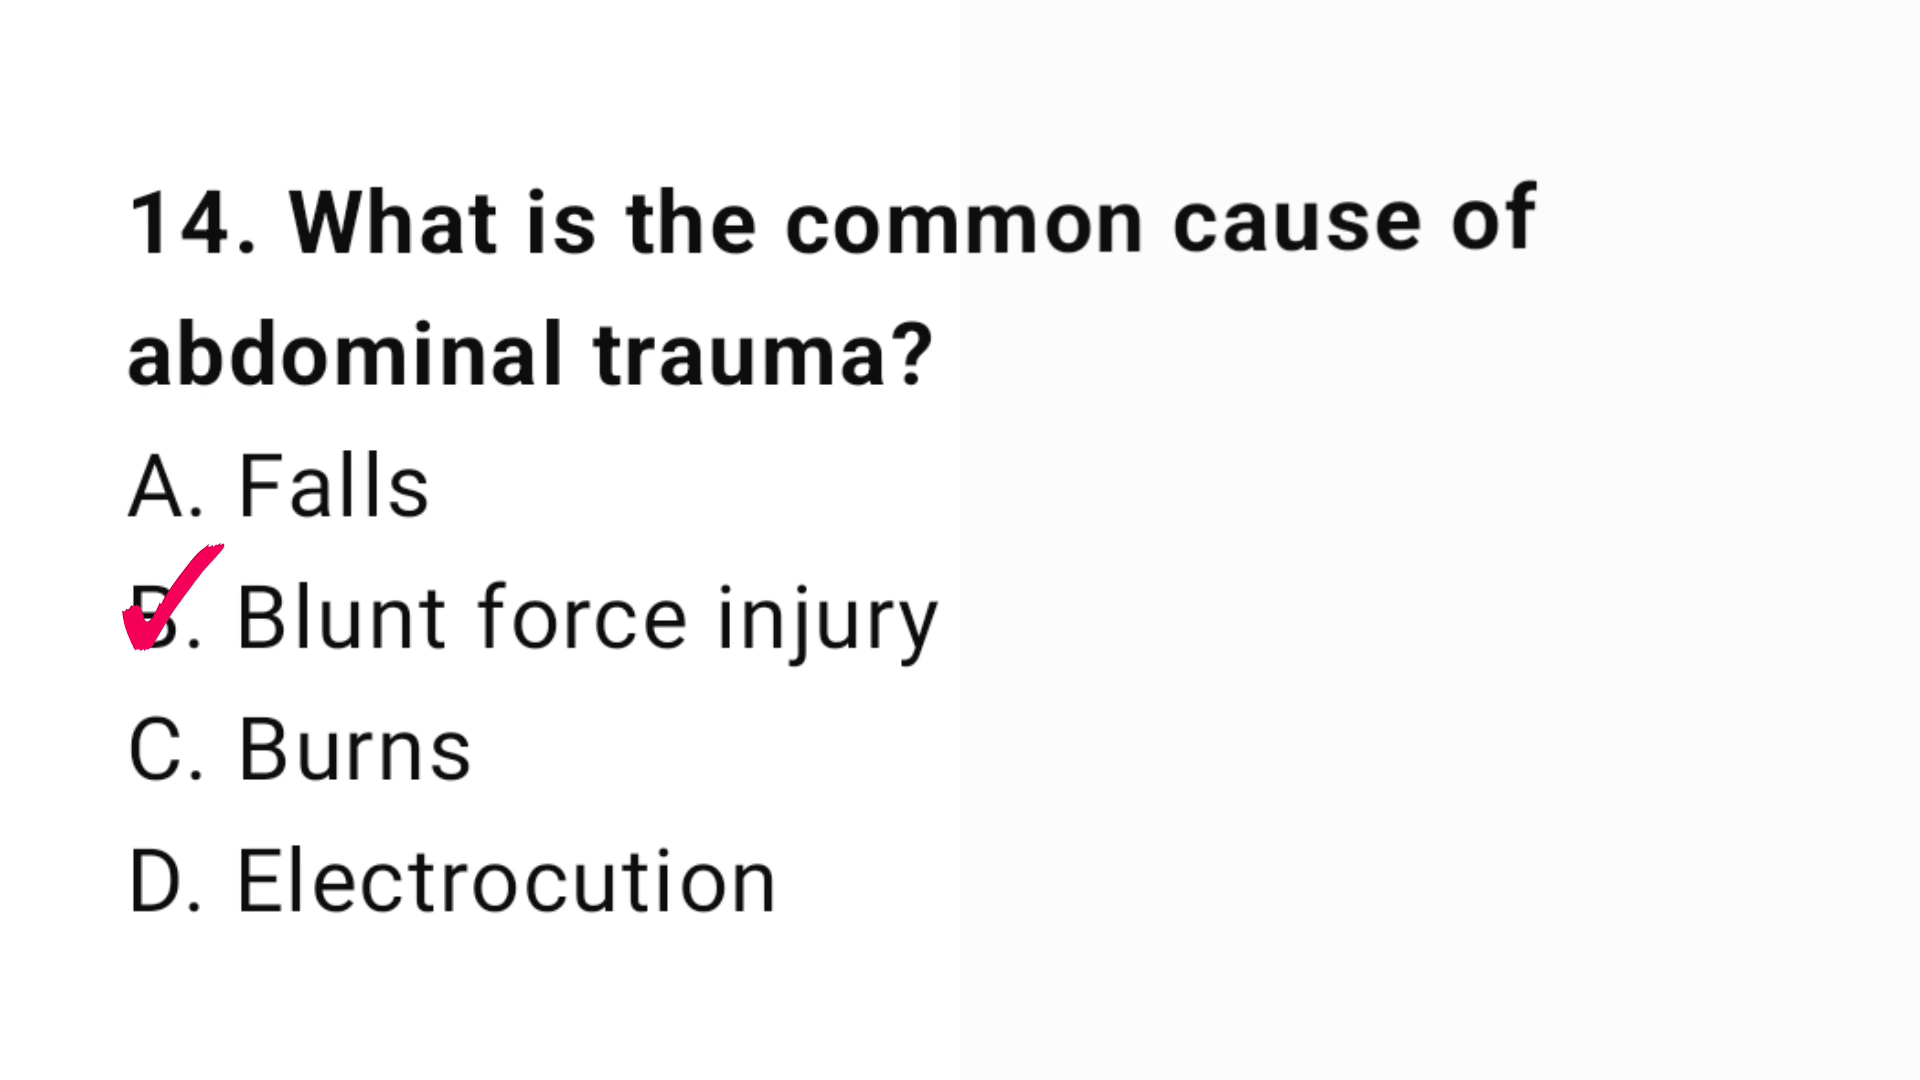 14. What is the common cause of
abdominal trauma?
A. Falls
B. Blunt force injury
C. Burns
D. Electrocution